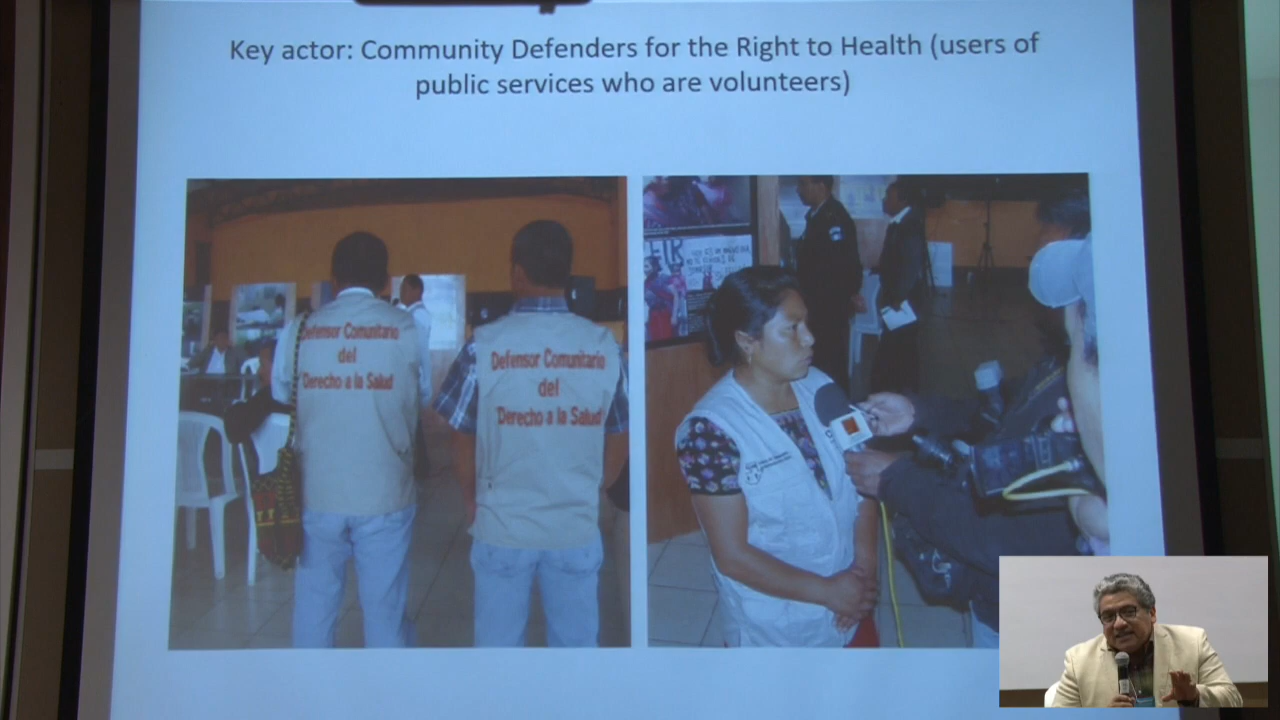 Key actor: Community Defenders for the Right to Health (users of
public services who are volunteers)
Defensor Comunitario
del
Derecho a la Salud
Defensor Comunitario
del
Derecho a la Salud